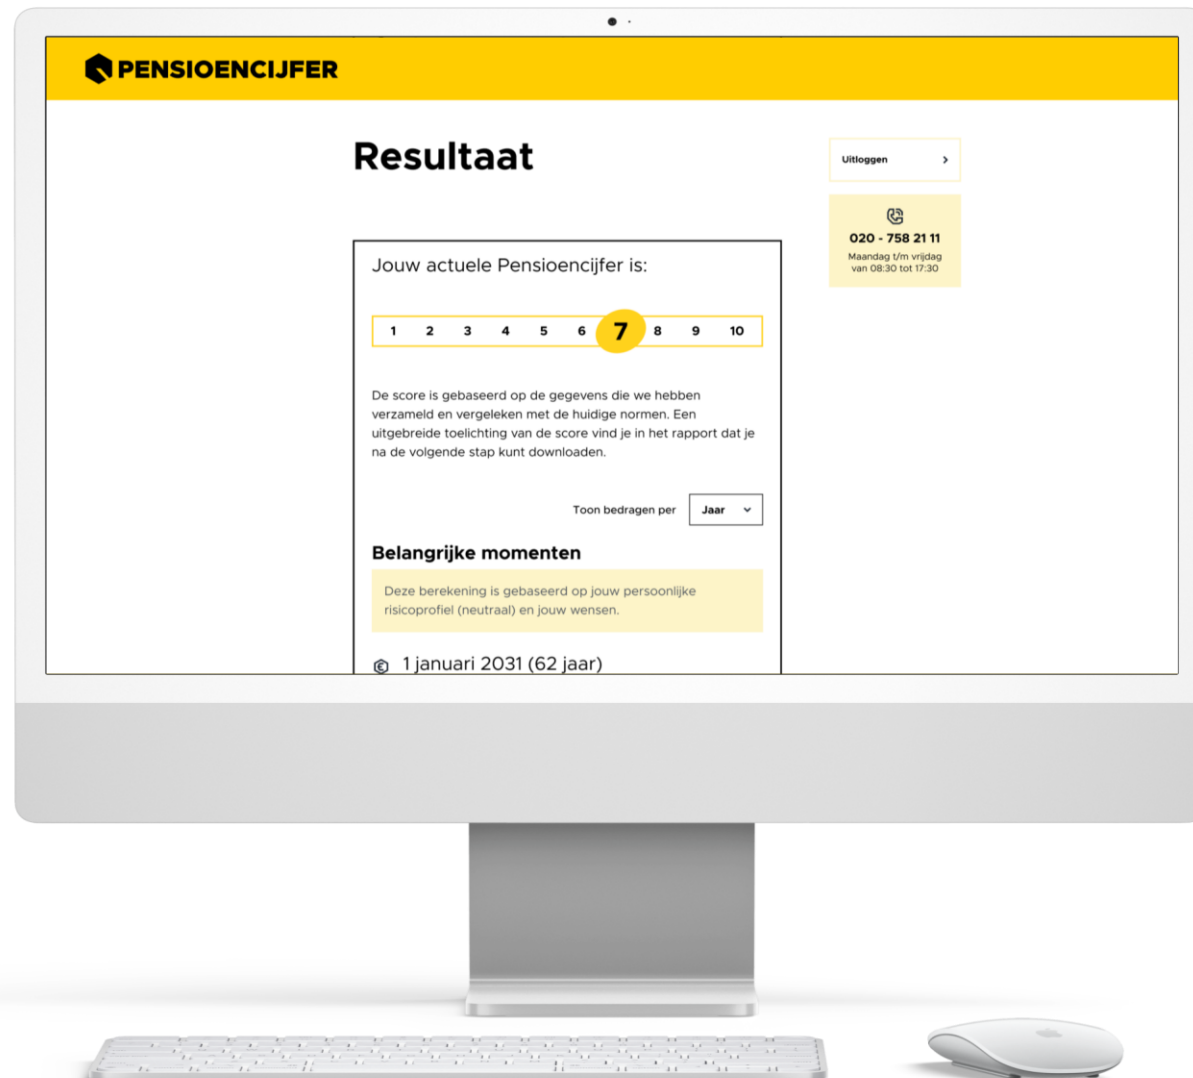 PENSIOENCIJFER
Resultaat
Uitloggen
020 - 758 21 11
Maandag t/m vrijdag
van 08:30 tot 17:30
Jouw actuele Pensioencijfer is:
1 2 3 4 5 6 7 8 9 10
De score is gebaseerd op de gegevens die we hebben
verzameld en vergeleken met de huidige normen. Een
uitgebreide toelichting van de score vind je in het rapport dat je
na de volgende stap kunt downloaden.
Toon bedragen per Jaar
Belangrijke momenten
Deze berekening is gebaseerd op jouw persoonlijke
risicoprofiel (neutraal) en jouw wensen.
1 januari 2031 (62 jaar)